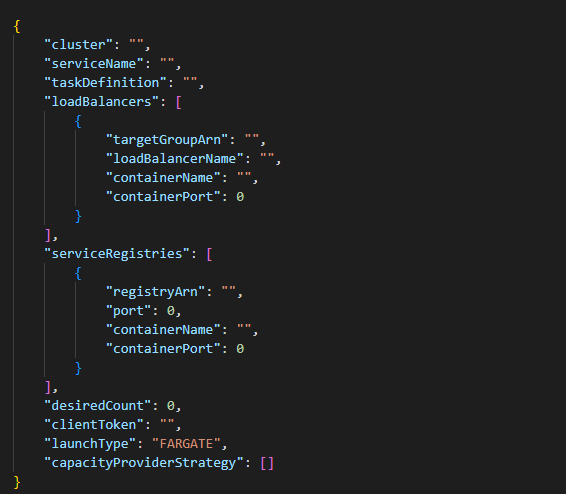 {
    "cluster": "",
    "serviceName": "",
    "taskDefinition": "",
    "loadBalancers": [
        {
            "targetGroupArn": "",
            "loadBalancerName": "",
            "containerName": "",
            "containerPort": 0
        }
    ],
    "serviceRegistries": [
        {
            "registryArn": "",
            "port": 0,
            "containerName": "",
            "containerPort": 0
        }
    ],
    "desiredCount": 0,
    "clientToken": "",
    "launchType": "FARGATE",
    "capacityProviderStrategy": []
}